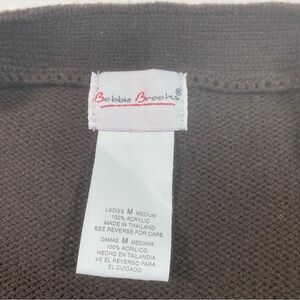 Bobbie Brooks®
LADIES M MEDIUM
100% ACRYLIC
MADE IN THAILAND
SEE REVERSE FOR CARE
DAMAS M MEDIANA
100% ACRILICO
HECHO EN TAILANDIA
VE EL REVERSO PARA
EL CUIDADO